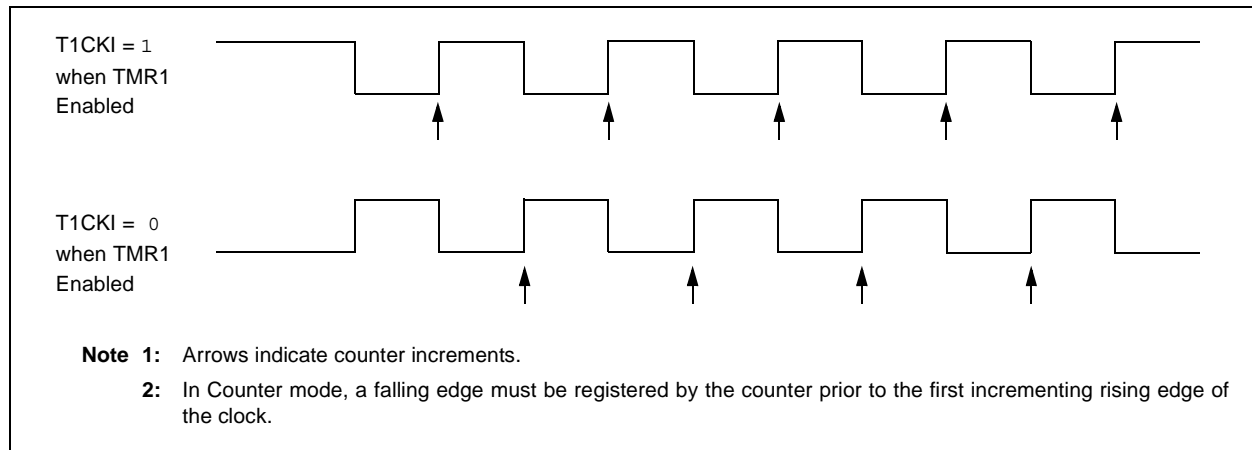 T1CKI = 1
when TMR1
Enabled
T1CKI = 0
when TMR1
Enabled
Note 1: Arrows indicate counter increments.
2: In Counter mode, a falling edge must be registered by the counter prior to the first incrementing rising edge of
the clock.